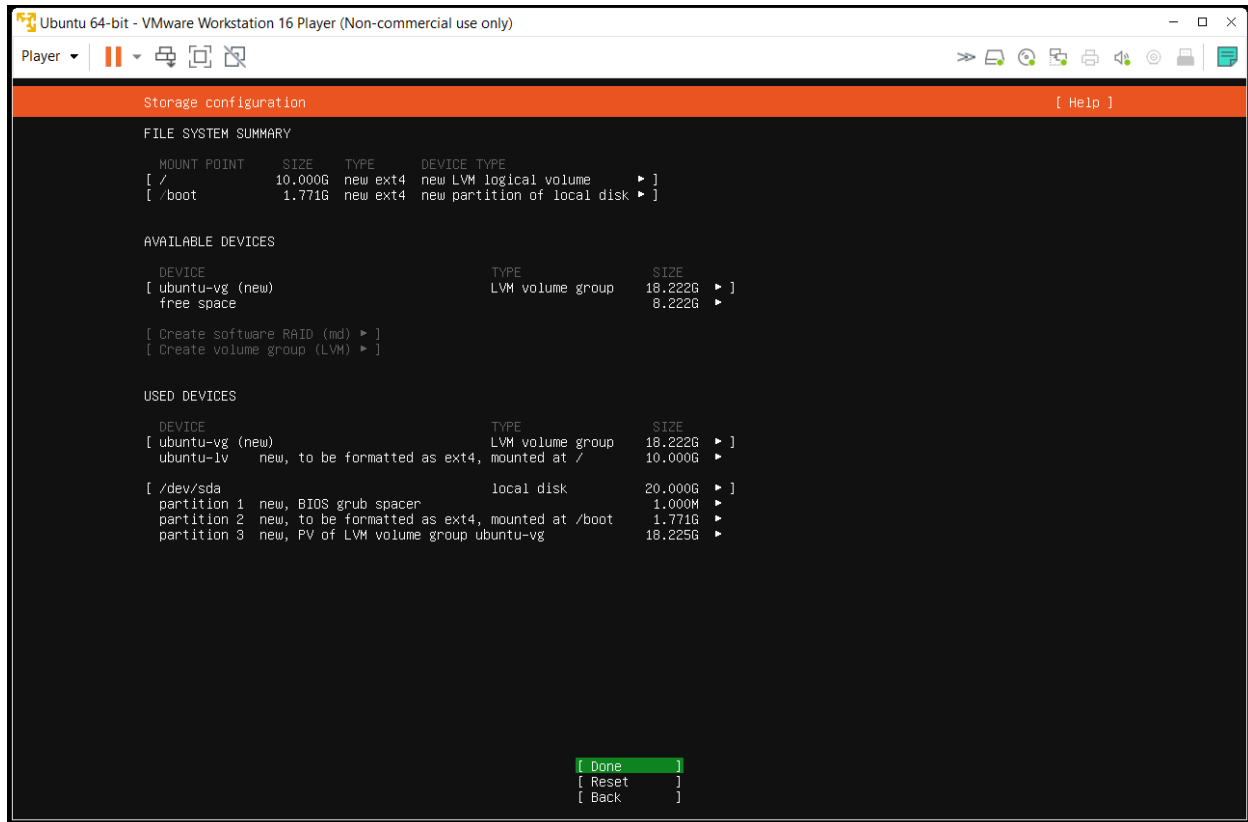 Ubuntu 64-bit - VMware Workstation 16 Player (Non-commercial use only)
Player
Storage configuration [ Help ]
FILE SYSTEM SUMMARY
MOUNT POINT SIZE TYPE DEVICE TYPE
[ / 10.000G new ext4 new LVM logical volume ▸ ]
[ /boot 1.771G new ext4 new partition of local disk ▸ ]
AVAILABLE DEVICES
DEVICE TYPE SIZE
[ ubuntu-vg (new) LVM volume group 18.222G ▸ ]
free space 8.222G ▸
[ Create software RAID (md) ▸ ]
[ Create volume group (LVM) ▸ ]
USED DEVICES
DEVICE TYPE SIZE
[ ubuntu-vg (new) LVM volume group 18.222G ▸ ]
ubuntu-lv new, to be formatted as ext4, mounted at / 10.000G ▸
[ /dev/sda local disk 20.000G ▸ ]
partition 1 new, BIOS grub spacer 1.000M ▸
partition 2 new, to be formatted as ext4, mounted at /boot 1.771G ▸
partition 3 new, PV of LVM volume group ubuntu-vg 18.225G ▸
[ Done ]
[ Reset ]
[ Back ]